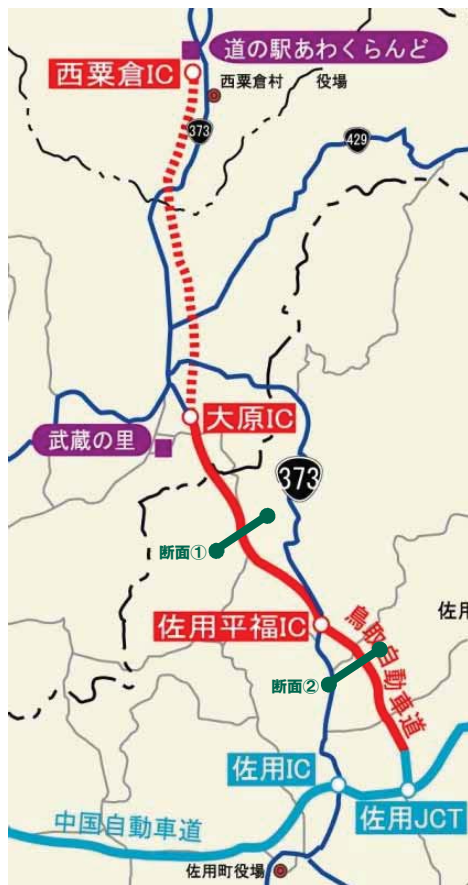 道の駅あわくらんど
西粟倉IC
西粟倉村 役場
373
429
大原IC
武蔵の里
373
断面①
佐用平福IC
佐用
鳥取自動車道
断面②
佐用IC
佐用JCT
中国自動車道
佐用町役場